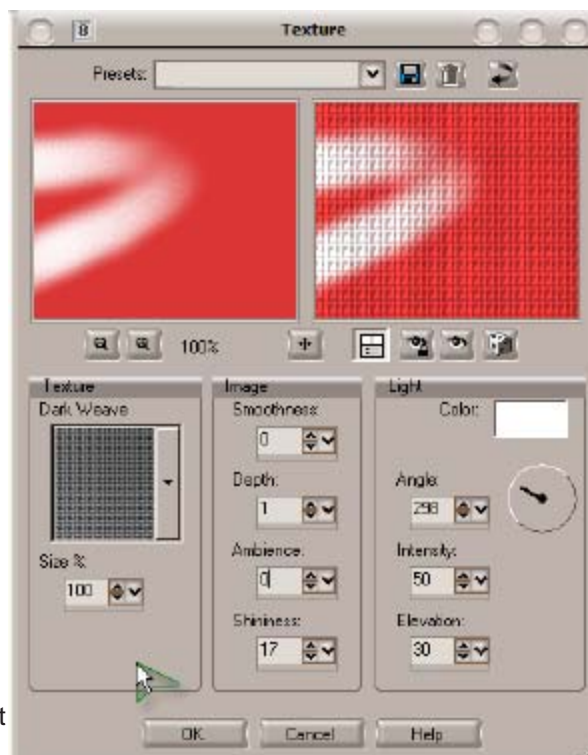 8 Texture
Presets:
100%
Texture
Dark Weave
Size %
100
Image
Smoothness:
0
Depth:
1
Ambience:
0
Shininess:
17
Light
Color:
Angle:
298
Intensity:
50
Elevation:
30
t
OK
Cancel
Help